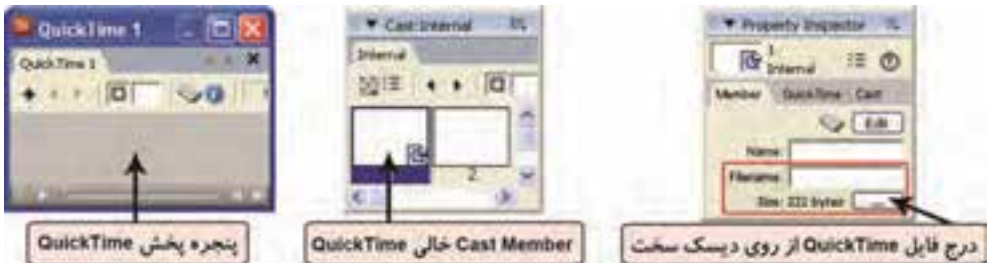 QuickTime 1
QuickTime 1
پنجره پخش QuickTime
Cast:Internal
Internal
2
Cast Member خالی QuickTime
Property Inspector
1
Internal
Member QuickTime Cast
Edit
Name:
Filename:
Size: 222 bytes ...
درج فایل QuickTime از روی دیسک سخت